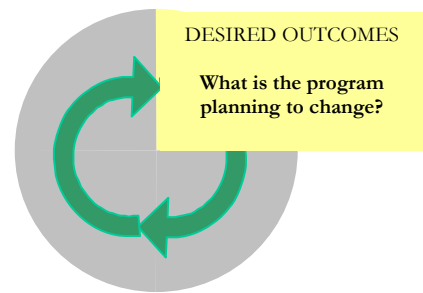 DESIRED OUTCOMES
What is the program
planning to change?